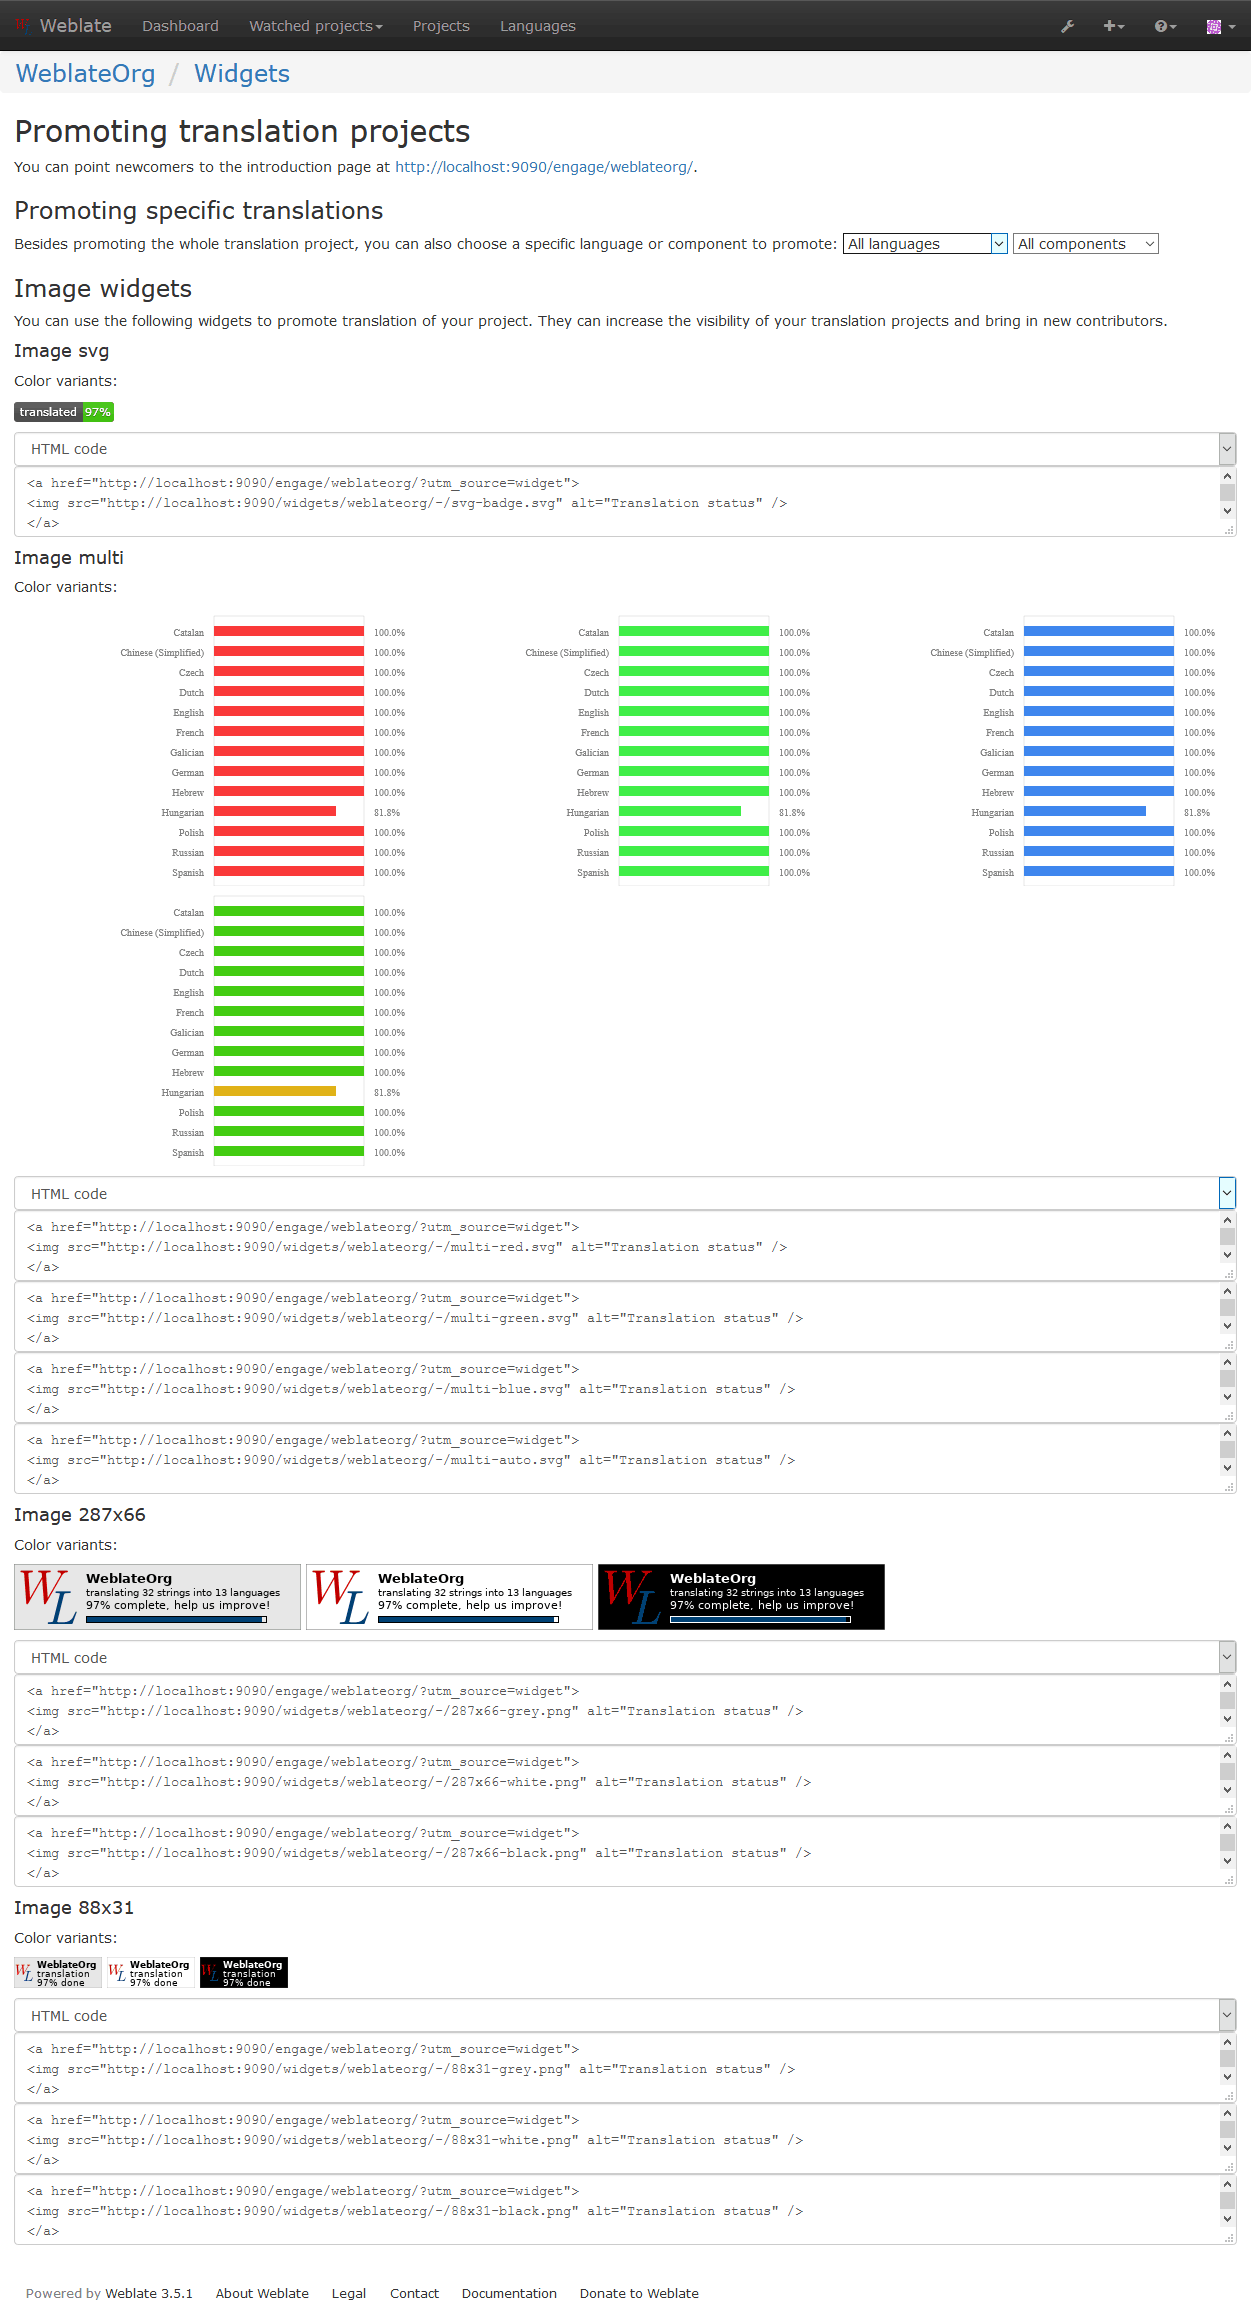 Weblate Dashboard Watched projects Projects Languages
WeblateOrg / Widgets
Promoting translation projects
You can point newcomers to the introduction page at http://localhost:9090/engage/weblateorg/.
Promoting specific translations
Besides promoting the whole translation project, you can also choose a specific language or component to promote: All languages All components
Image widgets
You can use the following widgets to promote translation of your project. They can increase the visibility of your translation projects and bring in new contributors.
Image svg
Color variants:
translated 97%
HTML code
<a href="http://localhost:9090/engage/weblateorg/?utm_source=widget">
<img src="http://localhost:9090/widgets/weblateorg/-/svg-badge.svg" alt="Translation status" />
</a>
Image multi
Color variants:
Catalan 100.0% Catalan 100.0% Catalan 100.0%
Chinese (Simplified) 100.0% Chinese (Simplified) 100.0% Chinese (Simplified) 100.0%
Czech 100.0% Czech 100.0% Czech 100.0%
Dutch 100.0% Dutch 100.0% Dutch 100.0%
English 100.0% English 100.0% English 100.0%
French 100.0% French 100.0% French 100.0%
Galician 100.0% Galician 100.0% Galician 100.0%
German 100.0% German 100.0% German 100.0%
Hebrew 100.0% Hebrew 100.0% Hebrew 100.0%
Hungarian 81.8% Hungarian 81.8% Hungarian 81.8%
Polish 100.0% Polish 100.0% Polish 100.0%
Russian 100.0% Russian 100.0% Russian 100.0%
Spanish 100.0% Spanish 100.0% Spanish 100.0%
Catalan 100.0%
Chinese (Simplified) 100.0%
Czech 100.0%
Dutch 100.0%
English 100.0%
French 100.0%
Galician 100.0%
German 100.0%
Hebrew 100.0%
Hungarian 81.8%
Polish 100.0%
Russian 100.0%
Spanish 100.0%
HTML code
<a href="http://localhost:9090/engage/weblateorg/?utm_source=widget">
<img src="http://localhost:9090/widgets/weblateorg/-/multi-red.svg" alt="Translation status" />
</a>
<a href="http://localhost:9090/engage/weblateorg/?utm_source=widget">
<img src="http://localhost:9090/widgets/weblateorg/-/multi-green.svg" alt="Translation status" />
</a>
<a href="http://localhost:9090/engage/weblateorg/?utm_source=widget">
<img src="http://localhost:9090/widgets/weblateorg/-/multi-blue.svg" alt="Translation status" />
</a>
<a href="http://localhost:9090/engage/weblateorg/?utm_source=widget">
<img src="http://localhost:9090/widgets/weblateorg/-/multi-auto.svg" alt="Translation status" />
</a>
Image 287x66
Color variants:
WL WeblateOrg WL WeblateOrg WL WeblateOrg
translating 32 strings into 13 languages translating 32 strings into 13 languages translating 32 strings into 13 languages
97% complete, help us improve! 97% complete, help us improve! 97% complete, help us improve!
HTML code
<a href="http://localhost:9090/engage/weblateorg/?utm_source=widget">
<img src="http://localhost:9090/widgets/weblateorg/-/287x66-grey.png" alt="Translation status" />
</a>
<a href="http://localhost:9090/engage/weblateorg/?utm_source=widget">
<img src="http://localhost:9090/widgets/weblateorg/-/287x66-white.png" alt="Translation status" />
</a>
<a href="http://localhost:9090/engage/weblateorg/?utm_source=widget">
<img src="http://localhost:9090/widgets/weblateorg/-/287x66-black.png" alt="Translation status" />
</a>
Image 88x31
Color variants:
WL WeblateOrg WL WeblateOrg WL WeblateOrg
translation translation translation
97% done 97% done 97% done
HTML code
<a href="http://localhost:9090/engage/weblateorg/?utm_source=widget">
<img src="http://localhost:9090/widgets/weblateorg/-/88x31-grey.png" alt="Translation status" />
</a>
<a href="http://localhost:9090/engage/weblateorg/?utm_source=widget">
<img src="http://localhost:9090/widgets/weblateorg/-/88x31-white.png" alt="Translation status" />
</a>
<a href="http://localhost:9090/engage/weblateorg/?utm_source=widget">
<img src="http://localhost:9090/widgets/weblateorg/-/88x31-black.png" alt="Translation status" />
</a>
Powered by Weblate 3.5.1 About Weblate Legal Contact Documentation Donate to Weblate